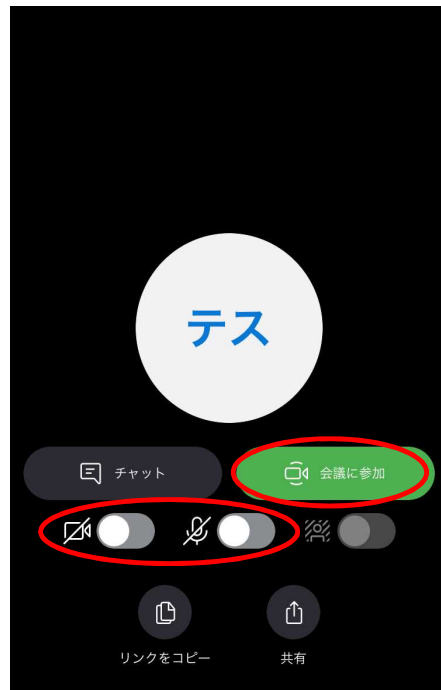 テス
チャット
会議に参加
リンクをコピー
共有